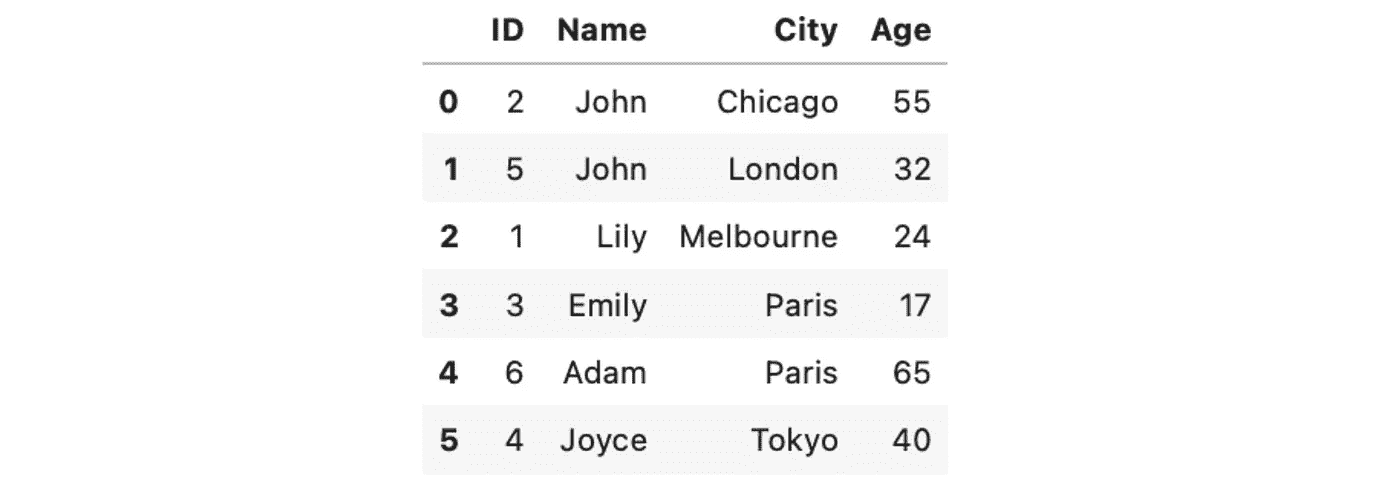 ID Name City Age
0 2 John Chicago 55
1 5 John London 32
2 1 Lily Melbourne 24
3 3 Emily Paris 17
4 6 Adam Paris 65
5 4 Joyce Tokyo 40